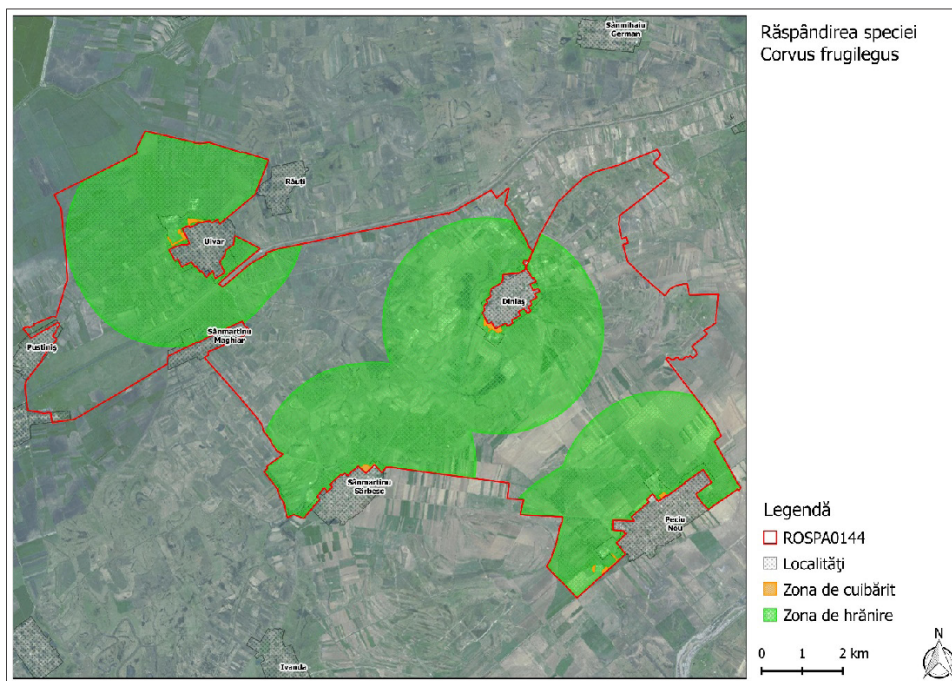 Răspândirea speciei
Corvus frugilegus
Sânmihaiu
German
Răuti
Uivar
Diniaș
Sânmartinu
Maghiar
Pustiniș
Sânmartinu
Sârbesc
Peciu
Nou
Ivanda
Legendă
ROSPA0144
Localități
Zona de cuibărit
Zona de hrănire
0 1 2 km
N